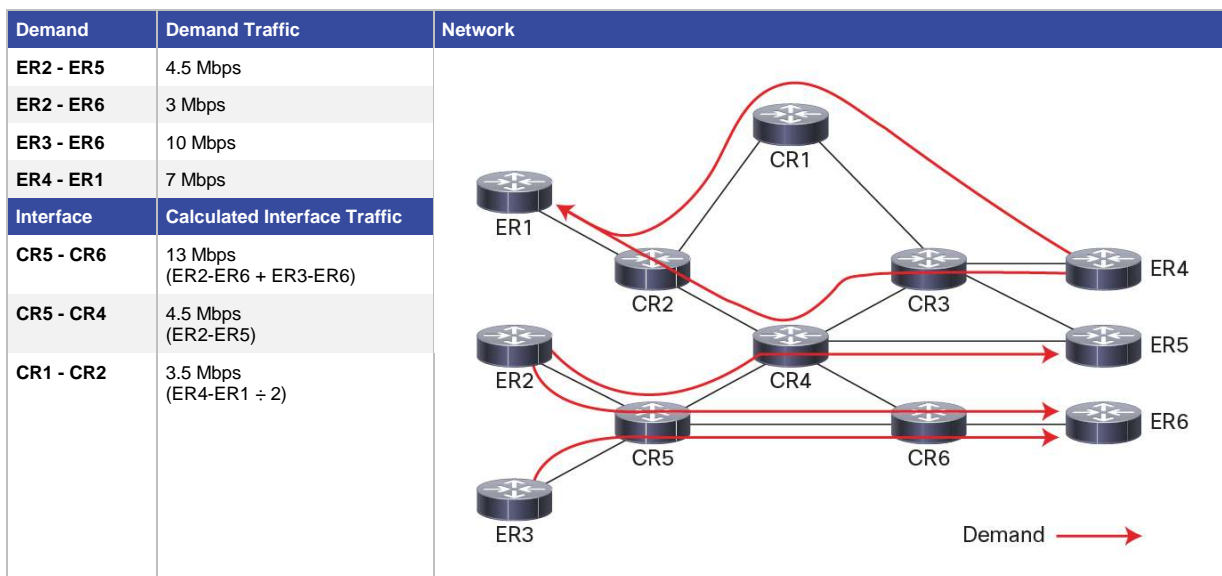 Demand Demand Traffic Network
ER2 - ER5 4.5 Mbps
ER2 - ER6 3 Mbps
ER3 - ER6 10 Mbps
ER4 - ER1 7 Mbps
Interface Calculated Interface Traffic
CR5 - CR6 13 Mbps
(ER2-ER6 + ER3-ER6)
CR5 - CR4 4.5 Mbps
(ER2-ER5)
CR1 - CR2 3.5 Mbps
(ER4-ER1 ÷ 2)
CR1
ER1
CR2
CR3
ER4
ER2
CR4
ER5
CR5
CR6
ER6
ER3
Demand